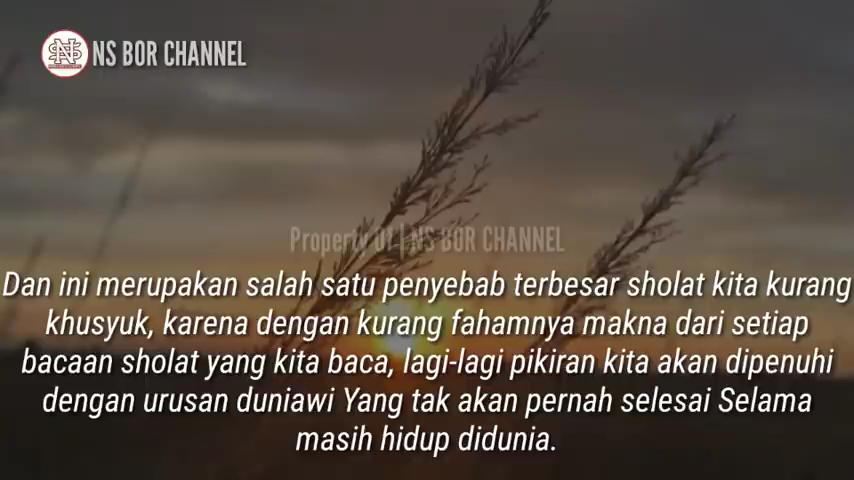 NS BOR CHANNEL
Property Of | NS BOR CHANNEL
Dan ini merupakan salah satu penyebab terbesar sholat kita kurang
khusyuk, karena dengan kurang fahamnya makna dari setiap
bacaan sholat yang kita baca, lagi-lagi pikiran kita akan dipenuhi
dengan urusan duniawi Yang tak akan pernah selesai Selama
masih hidup didunia.